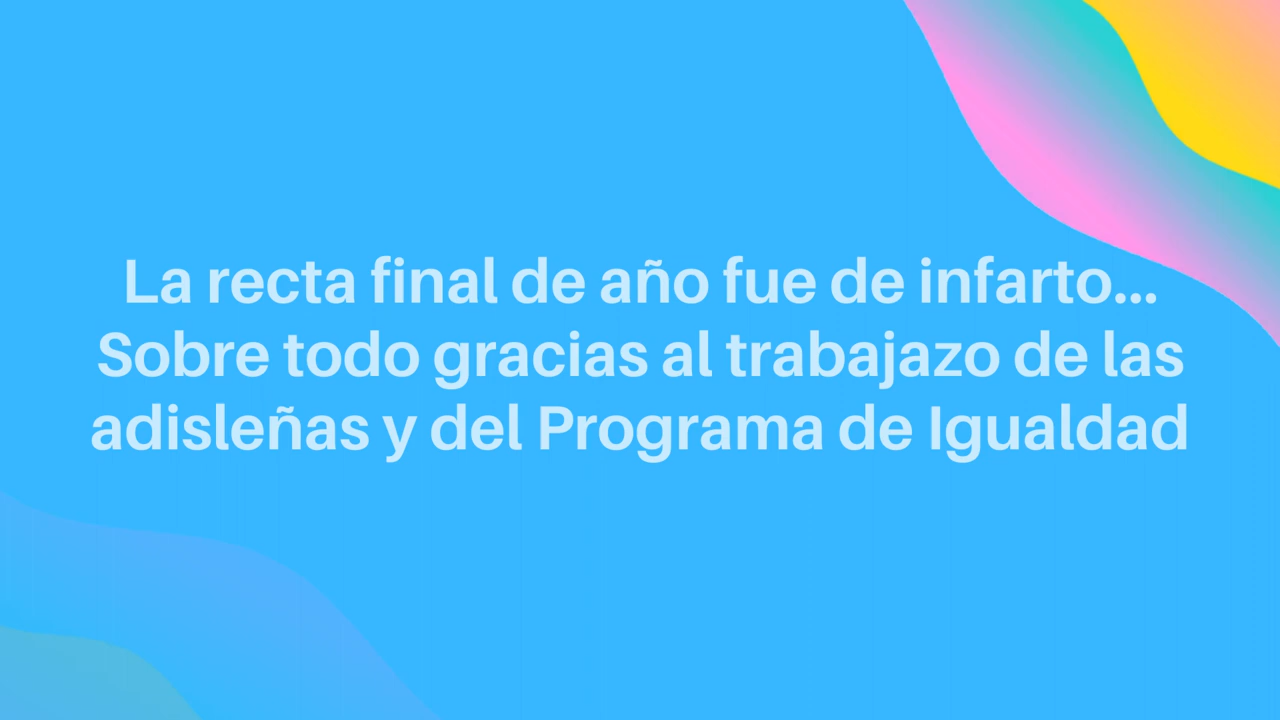 La recta final de año fue de infarto...
Sobre todo gracias al trabajazo de las
adisleñas y del Programa de Igualdad